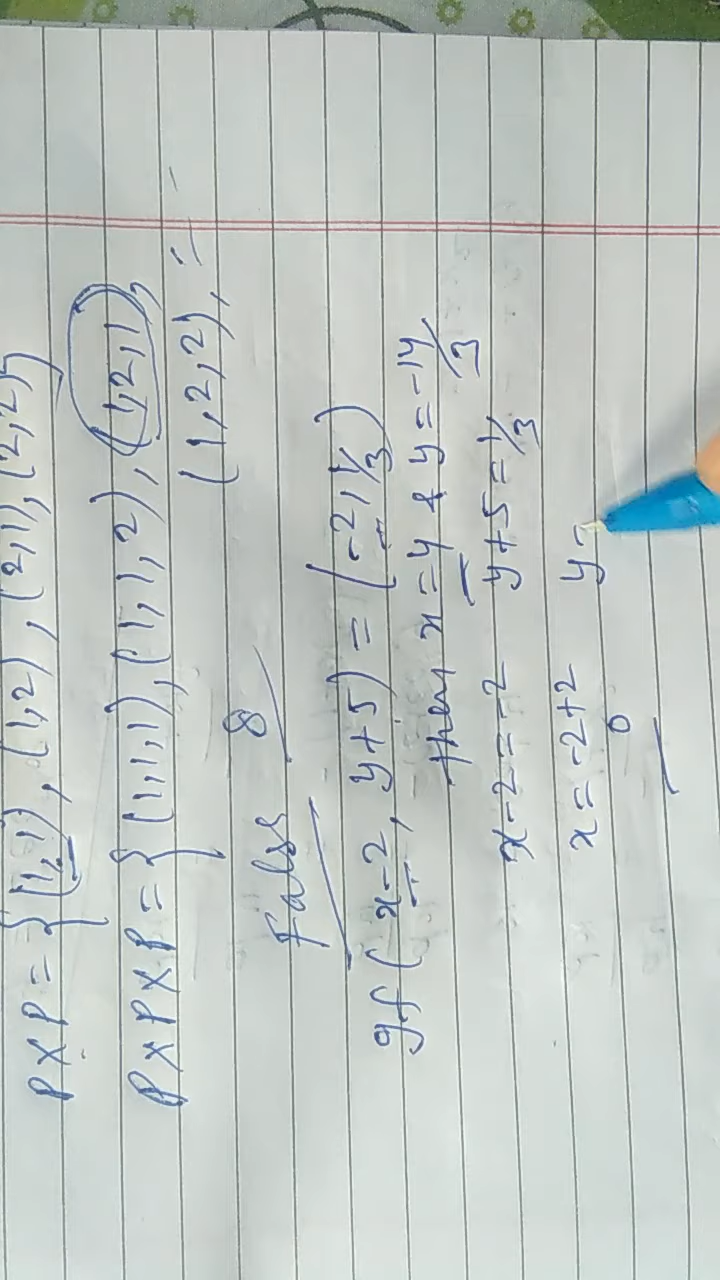 P×P = {(1,1), (1,2), (2,1), (2,2)}
P×P×P = {(1,1,1), (1,1,2), (1,2,1),
(1,2,2),
8
False
If (x-2, y+5) = (-2, 1/3)
then x = 4 & y = -14/3
x-2 = -2 y+5 = 1/3
x = -2+2 y =
0